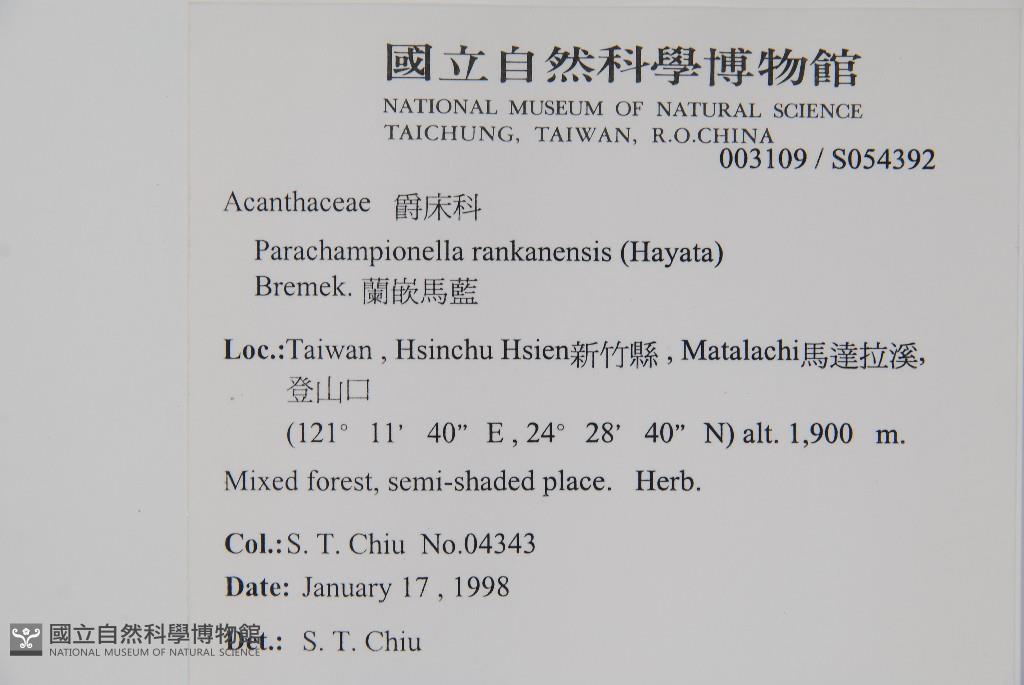 國立自然科學博物館
NATIONAL MUSEUM OF NATURAL SCIENCE
TAICHUNG, TAIWAN, R.O.CHINA
003109 / S054392
Acanthaceae 爵床科
Parachampionella rankanensis (Hayata)
Bremek. 蘭嵌馬藍
Loc.:Taiwan , Hsinchu Hsien新竹縣 , Matalachi馬達拉溪,
登山口
(121° 11’ 40” E , 24° 28’ 40” N) alt. 1,900 m.
Mixed forest, semi-shaded place. Herb.
Col.: S. T. Chiu No.04343
Date: January 17 , 1998
Det.: S. T. Chiu
國立自然科學博物館
NATIONAL MUSEUM OF NATURAL SCIENCE